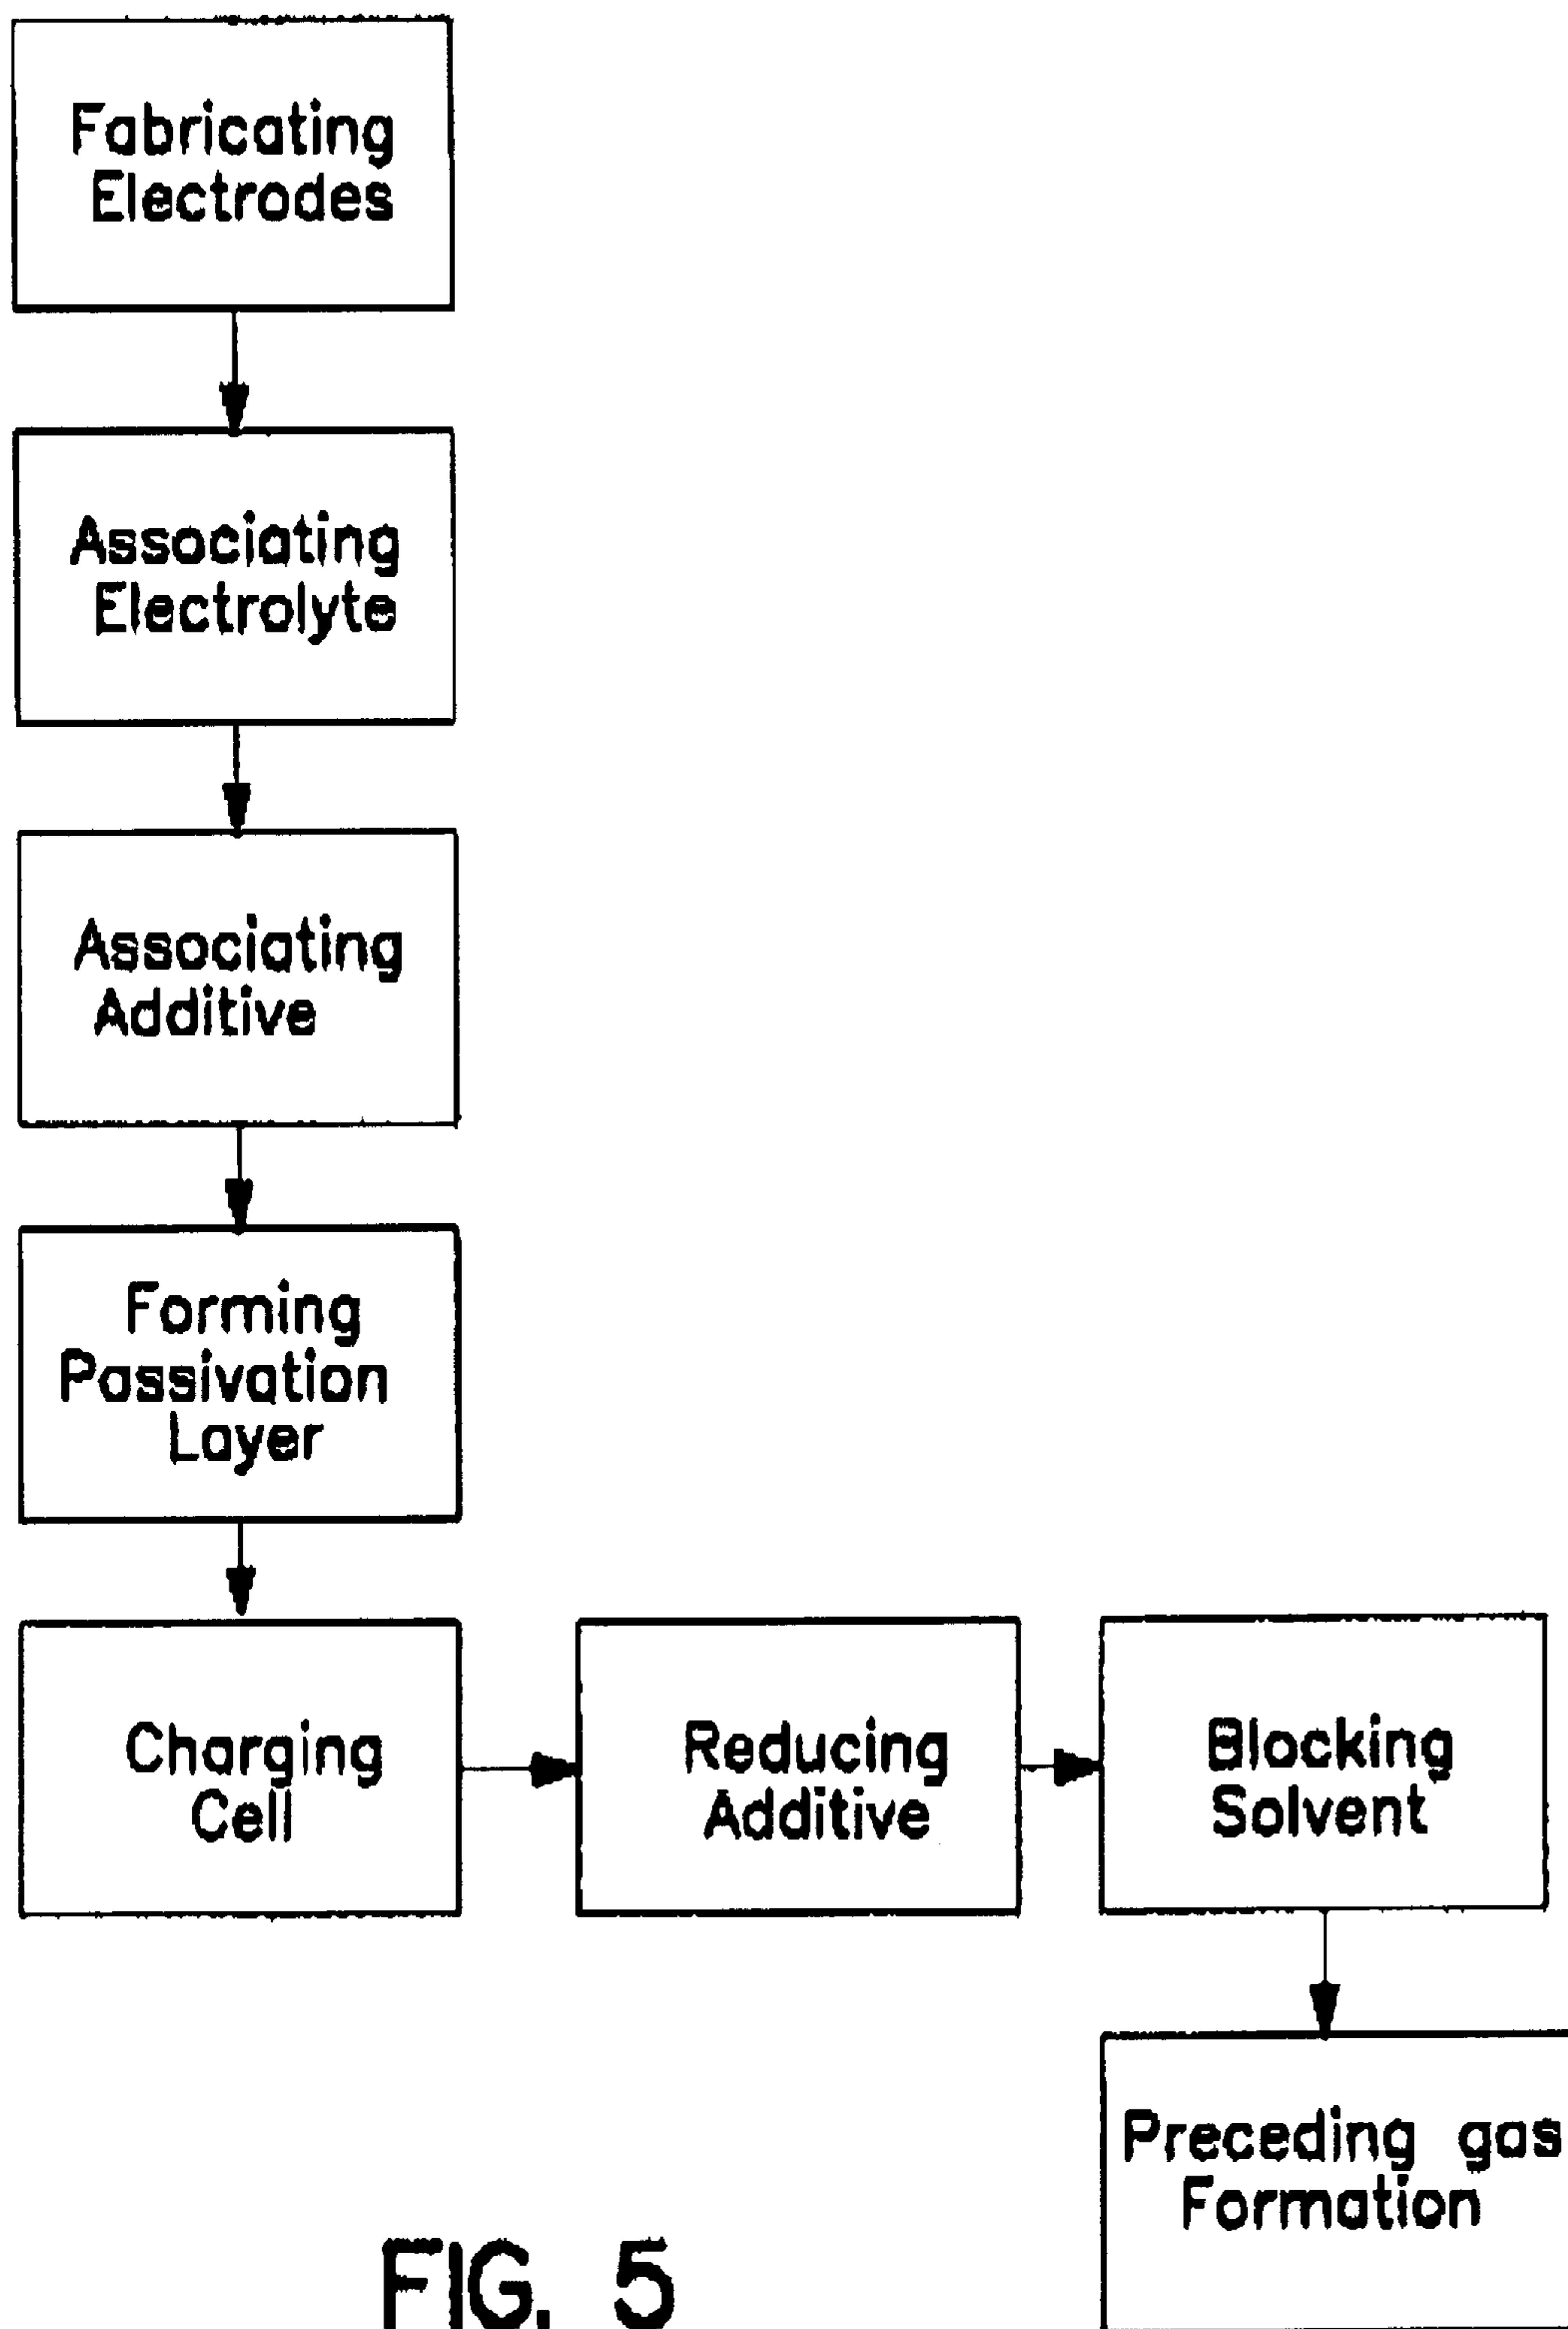 Fabricating
Electrodes
Associating
Electrolyte
Associating
Additive
Forming
Passivation
Layer
Charging
Cell
Reducing
Additive
Blocking
Solvent
Preceding gas
Formation
FIG. 5